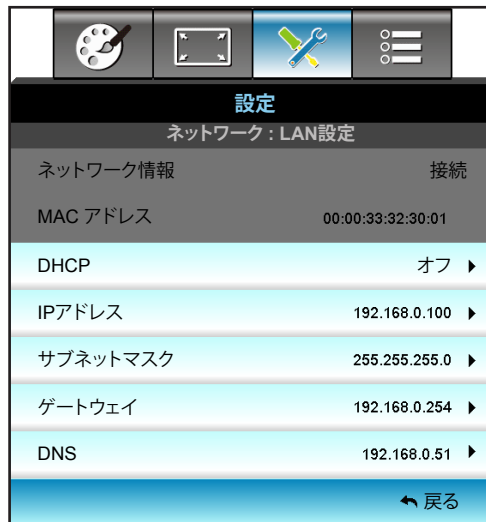 設定
ネットワーク : LAN設定
ネットワーク情報 接続
MAC アドレス 00:00:33:32:30:01
DHCP オフ
IPアドレス 192.168.0.100
サブネットマスク 255.255.255.0
ゲートウェイ 192.168.0.254
DNS 192.168.0.51
戻る